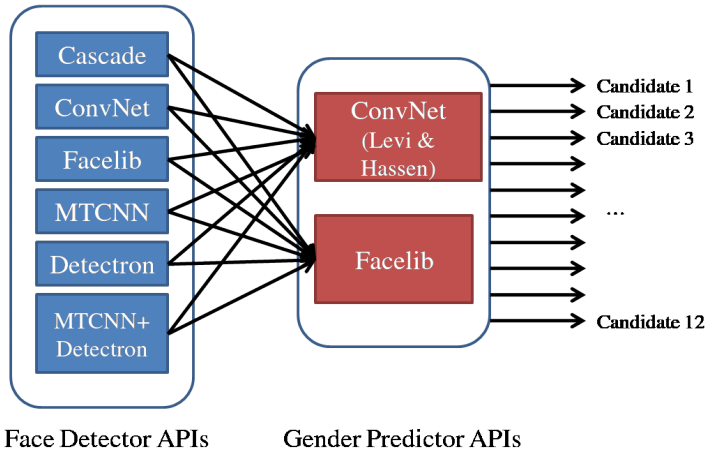 Cascade
ConvNet
Facelib
MTCNN
Detectron
MTCNN+
Detectron
Face Detector APIs
ConvNet
(Levi &
Hassen)
Facelib
Gender Predictor APIs
Candidate 1
Candidate 2
Candidate 3
...
Candidate 12